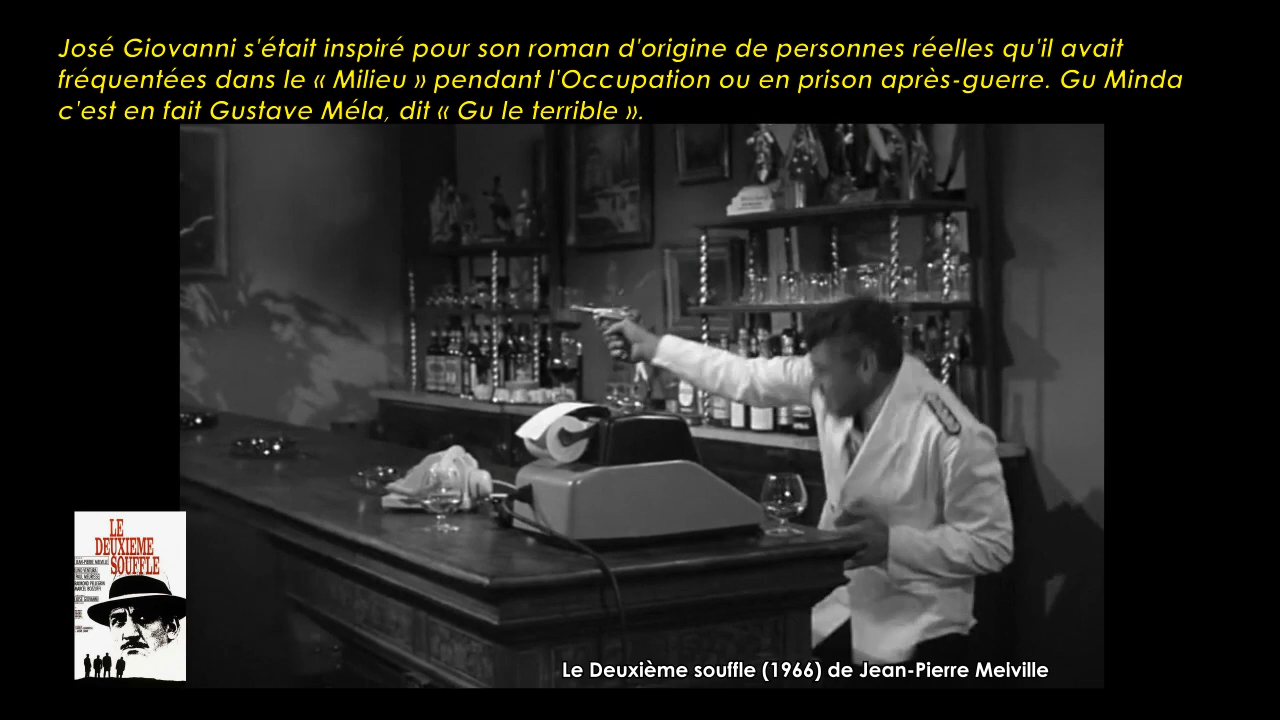 José Giovanni s'était inspiré pour son roman d'origine de personnes réelles qu'il avait
fréquentées dans le « Milieu » pendant l'Occupation ou en prison après-guerre. Gu Minda
c'est en fait Gustave Méla, dit « Gu le terrible ».
LE
DEUXIEME
SOUFFLE
Le Deuxième souffle (1966) de Jean-Pierre Melville